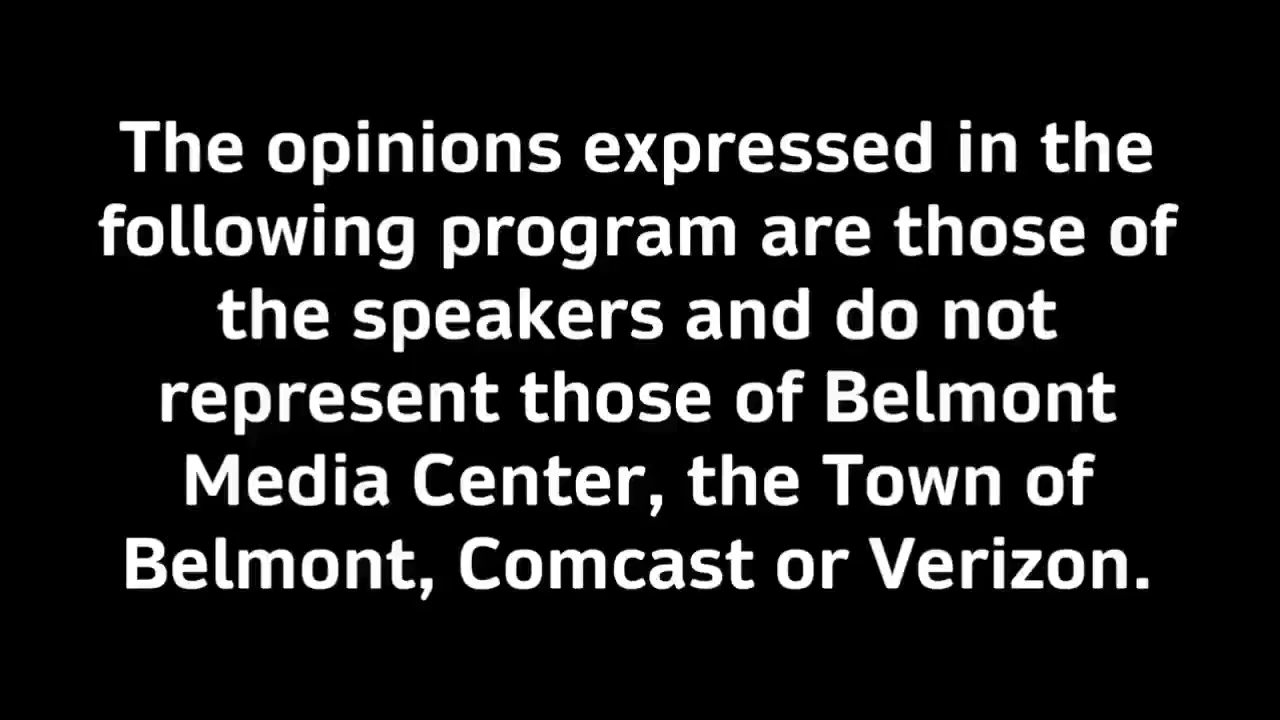 The opinions expressed in the
following program are those of
the speakers and do not
represent those of Belmont
Media Center, the Town of
Belmont, Comcast or Verizon.